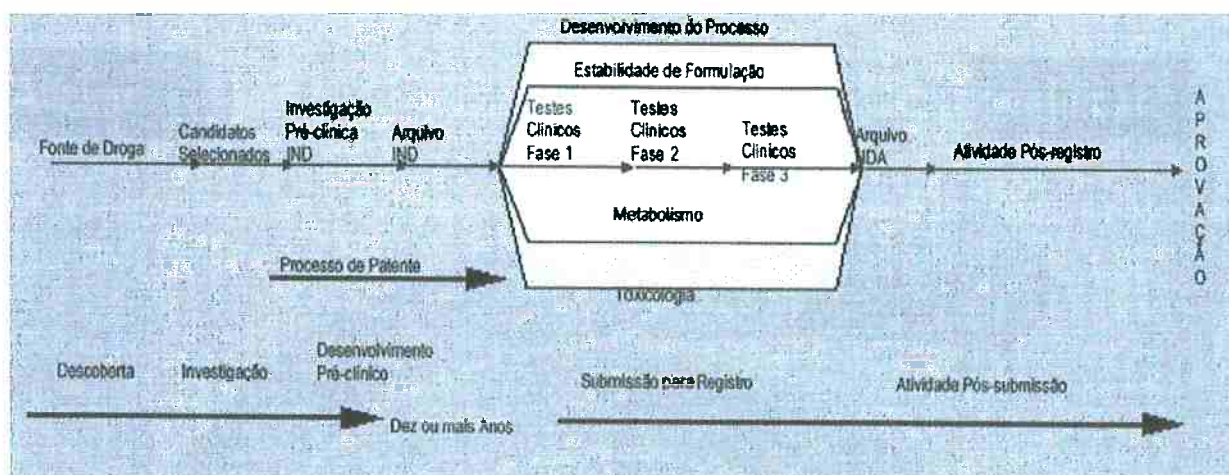 Desenvolvimento do Processo
Estabilidade de Formulação
Fonte de Droga
Candidatos
Selecionados
Investigação
Pré-clínica
IND
Arquivo
IND
Testes
Clínicos
Fase 1
Testes
Clínicos
Fase 2
Testes
Clínicos
Fase 3
Arquivo
NDA
Atividade Pós-registro
APROVAÇÃO
Metabolismo
Processo de Patente
Toxicologia
Descoberta
Investigação
Desenvolvimento
Pré-clínico
Dez ou mais Anos
Submissão para Registro
Atividade Pós-submissão